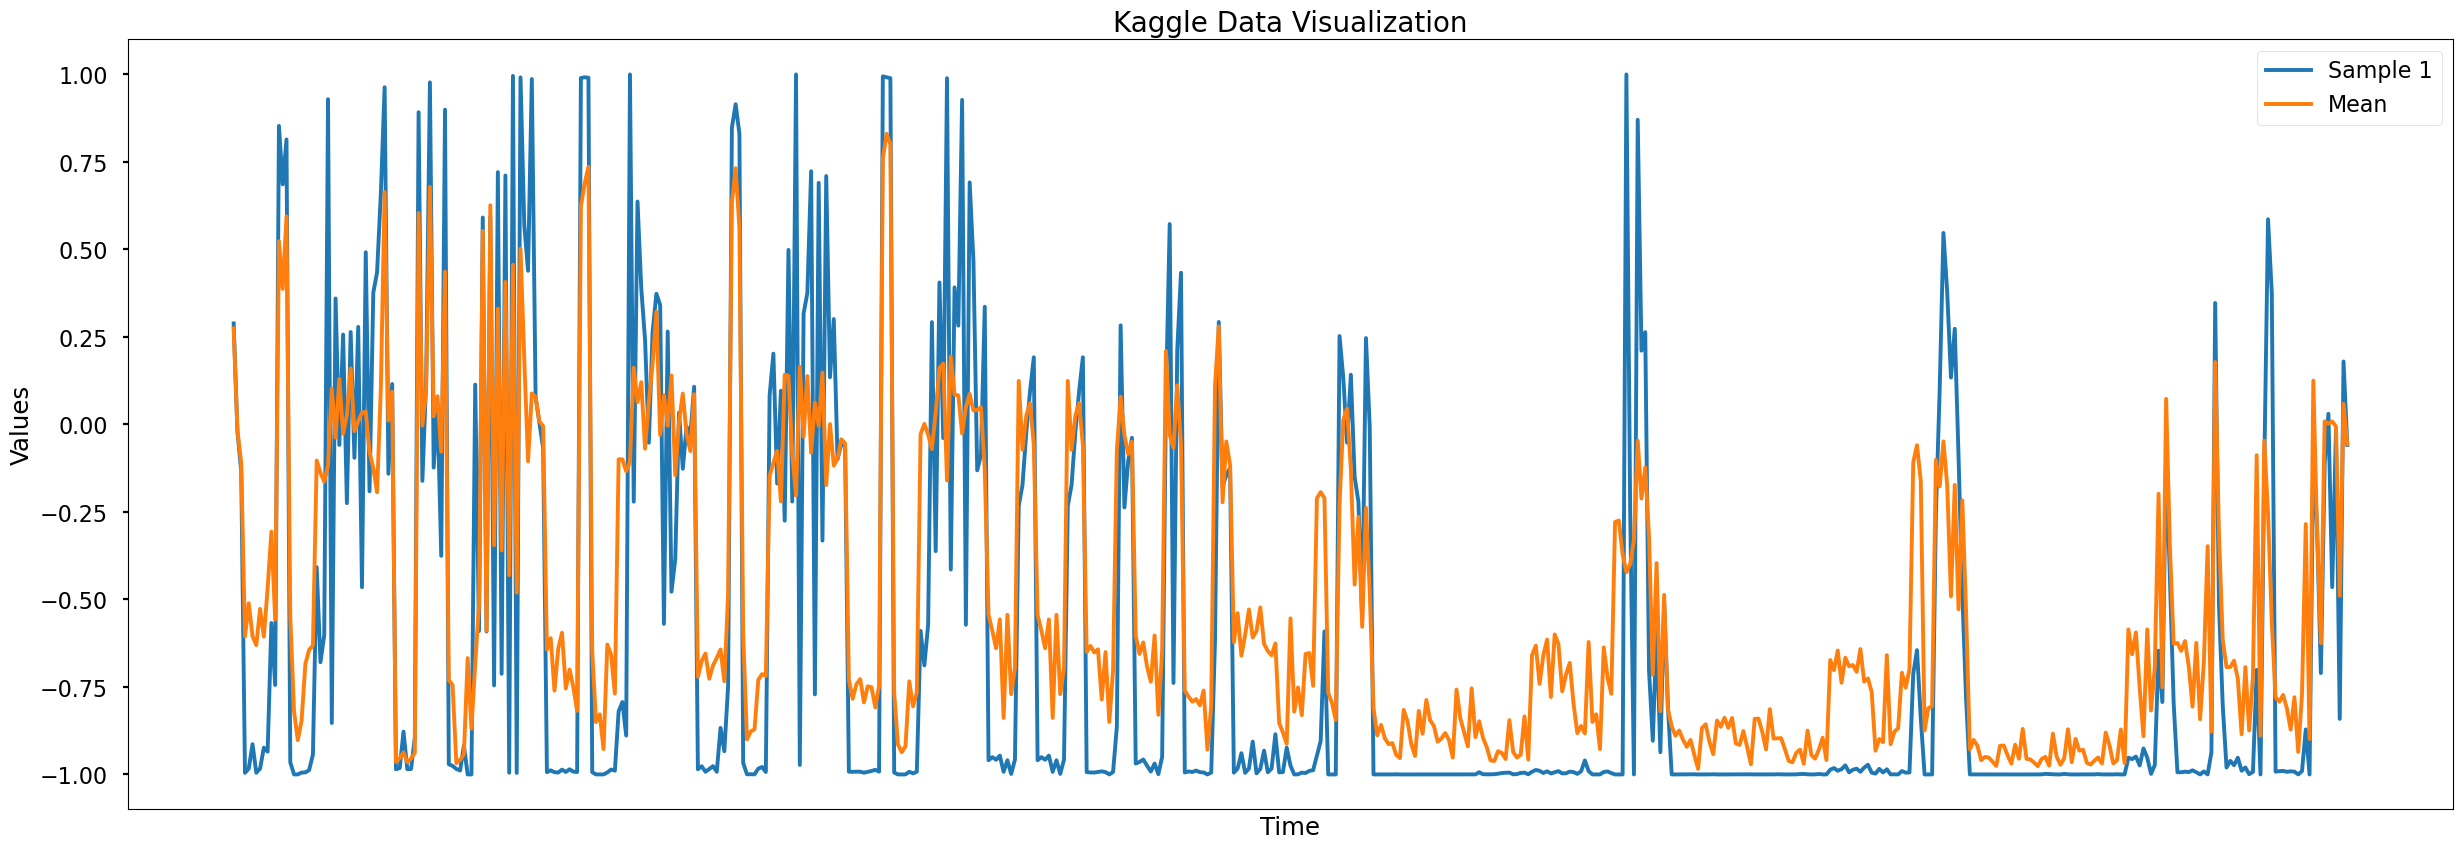 Kaggle Data Visualization
Sample 1
Mean
1.00
0.75
0.50
0.25
0.00
−0.25
−0.50
−0.75
−1.00
Values
Time